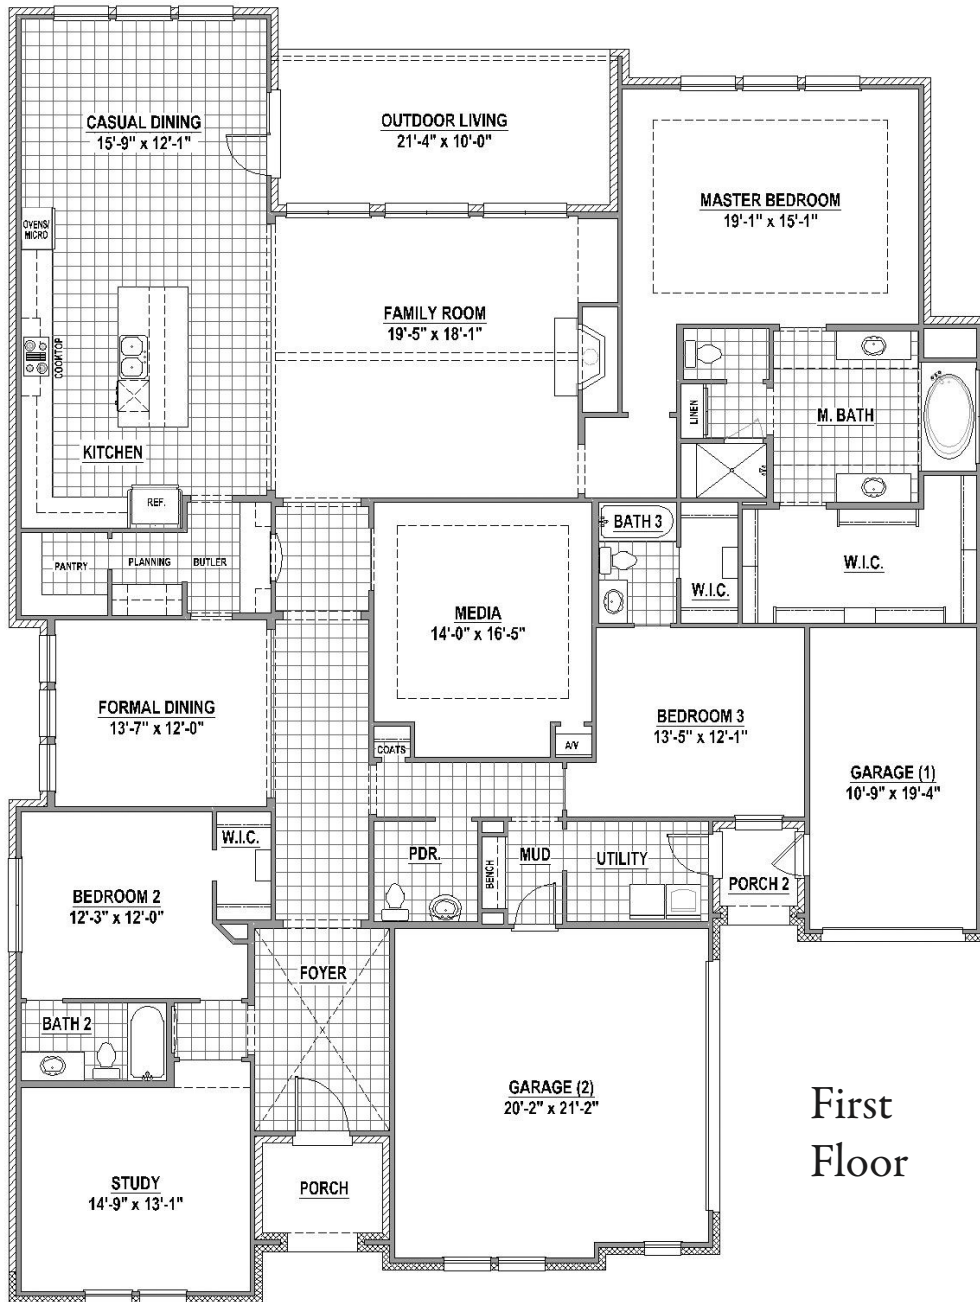 CASUAL DINING
15'-9" x 12'-1"
OUTDOOR LIVING
21'-4" x 10'-0"
MASTER BEDROOM
19'-1" x 15'-1"
OVENS/
MICRO
FAMILY ROOM
19'-5" x 18'-1"
COOKTOP
LINEN
M. BATH
KITCHEN
REF.
BATH 3
PANTRY
PLANNING
BUTLER
W.I.C.
W.I.C.
MEDIA
14'-0" x 16'-5"
FORMAL DINING
13'-7" x 12'-0"
BEDROOM 3
13'-5" x 12'-1"
COATS
A/V
GARAGE (1)
10'-9" x 19'-4"
W.I.C.
PDR.
BENCH
MUD
UTILITY
PORCH 2
BEDROOM 2
12'-3" x 12'-0"
FOYER
BATH 2
GARAGE (2)
20'-2" x 21'-2"
First
Floor
STUDY
14'-9" x 13'-1"
PORCH